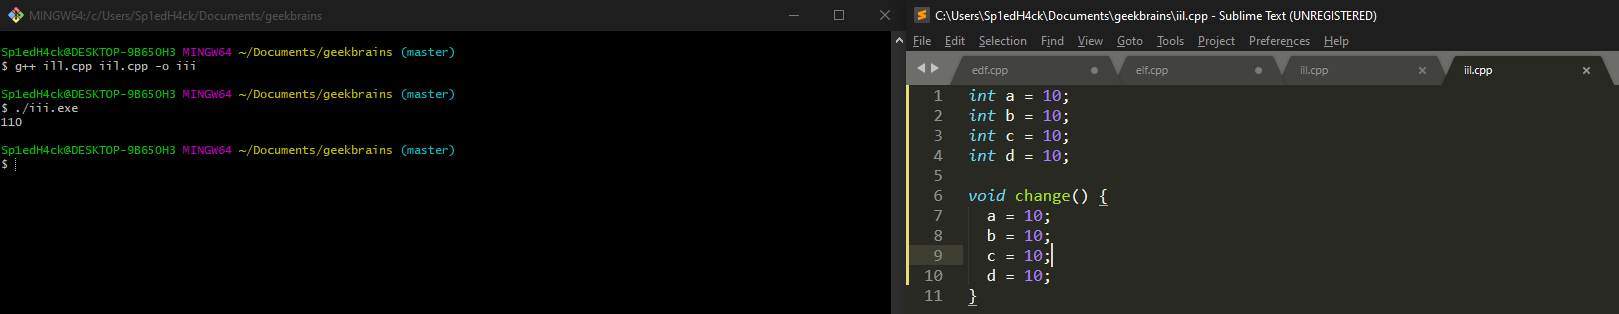 MINGW64:/c/Users/Sp1edH4ck/Documents/geekbrains
Sp1edH4ck@DESKTOP-9B65OH3 MINGW64 ~/Documents/geekbrains (master)
$ g++ ill.cpp iil.cpp -o iii
Sp1edH4ck@DESKTOP-9B65OH3 MINGW64 ~/Documents/geekbrains (master)
$ ./iii.exe
110
Sp1edH4ck@DESKTOP-9B65OH3 MINGW64 ~/Documents/geekbrains (master)
$
C:\Users\Sp1edH4ck\Documents\geekbrains\iil.cpp - Sublime Text (UNREGISTERED)
File Edit Selection Find View Goto Tools Project Preferences Help
edf.cpp elf.cpp ill.cpp iil.cpp
1 int a = 10;
2 int b = 10;
3 int c = 10;
4 int d = 10;
5
6 void change() {
7 a = 10;
8 b = 10;
9 c = 10;
10 d = 10;
11 }